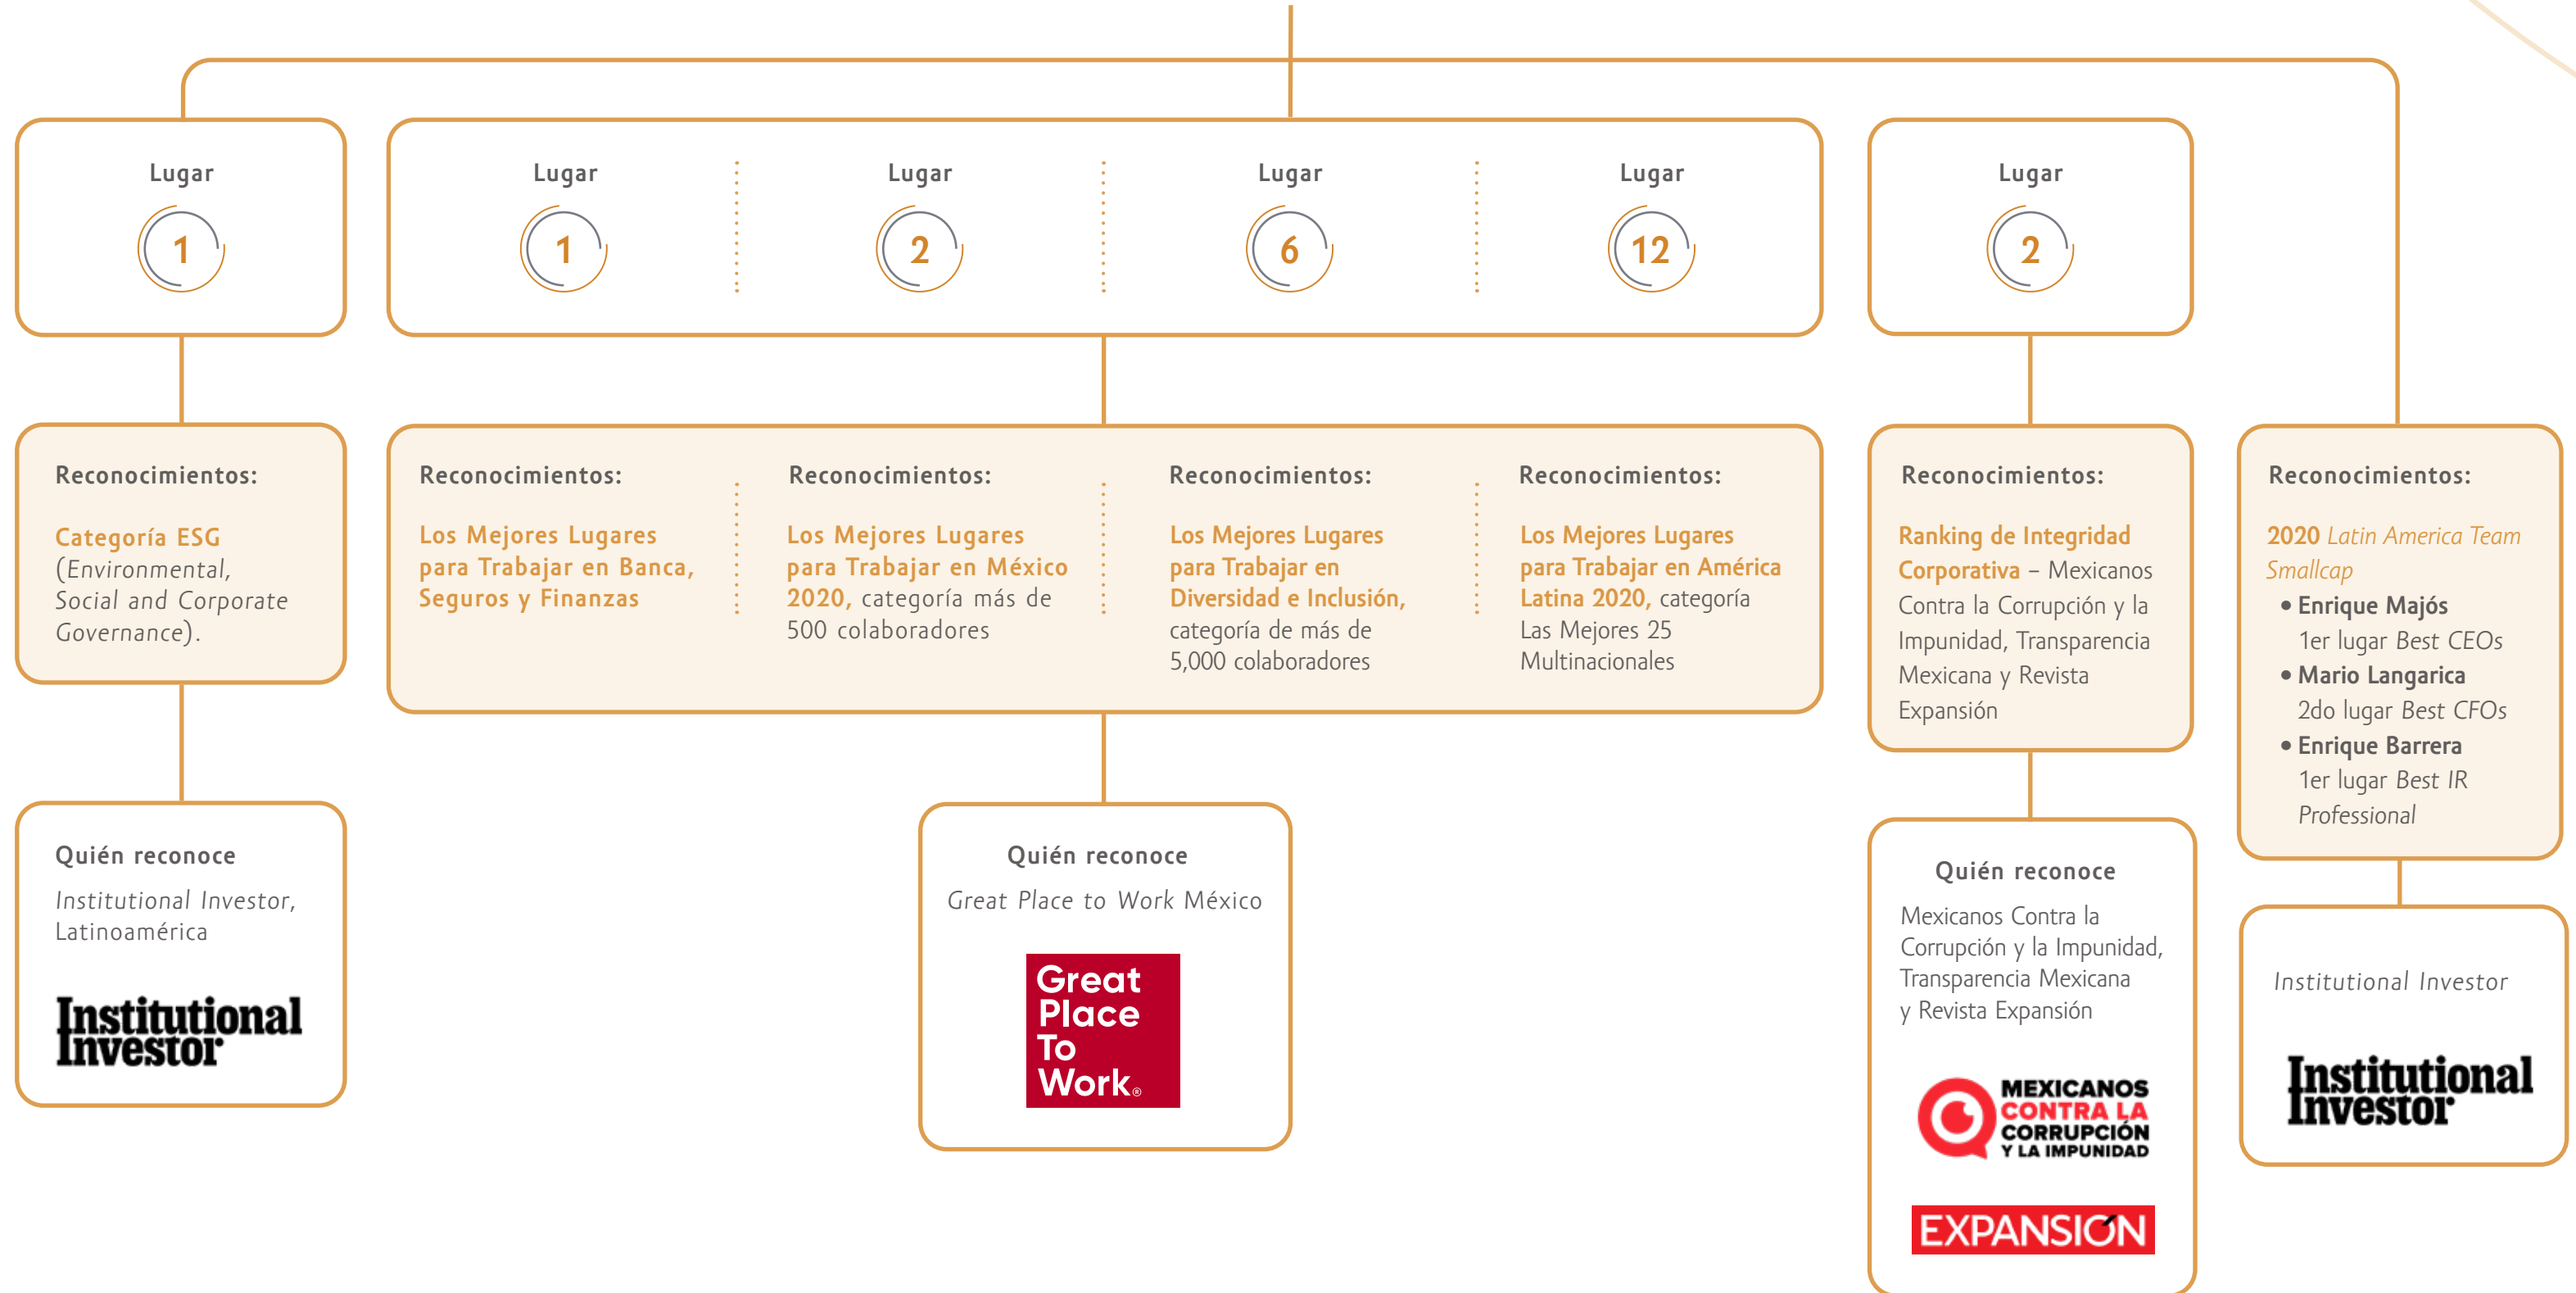 Lugar
1
Lugar
1
Lugar
2
Lugar
6
Lugar
12
Lugar
2
Reconocimientos:
Categoría ESG
(Environmental,
Social and Corporate
Governance).
Reconocimientos:
Los Mejores Lugares
para Trabajar en Banca,
Seguros y Finanzas
Reconocimientos:
Los Mejores Lugares
para Trabajar en México
2020, categoría más de
500 colaboradores
Reconocimientos:
Los Mejores Lugares
para Trabajar en
Diversidad e Inclusión,
categoría de más de
5,000 colaboradores
Reconocimientos:
Los Mejores Lugares
para Trabajar en América
Latina 2020, categoría
Las Mejores 25
Multinacionales
Reconocimientos:
Ranking de Integridad
Corporativa – Mexicanos
Contra la Corrupción y la
Impunidad, Transparencia
Mexicana y Revista
Expansión
Reconocimientos:
2020 Latin America Team
Smallcap
• Enrique Majós
1er lugar Best CEOs
• Mario Langarica
2do lugar Best CFOs
• Enrique Barrera
1er lugar Best IR
Professional
Quién reconoce
Institutional Investor,
Latinoamérica
Institutional
Investor
Quién reconoce
Great Place to Work México
Great
Place
To
Work®
Quién reconoce
Mexicanos Contra la
Corrupción y la Impunidad,
Transparencia Mexicana
y Revista Expansión
MEXICANOS
CONTRA LA
CORRUPCIÓN
Y LA IMPUNIDAD
EXPANSIÓN
Institutional Investor
Institutional
Investor